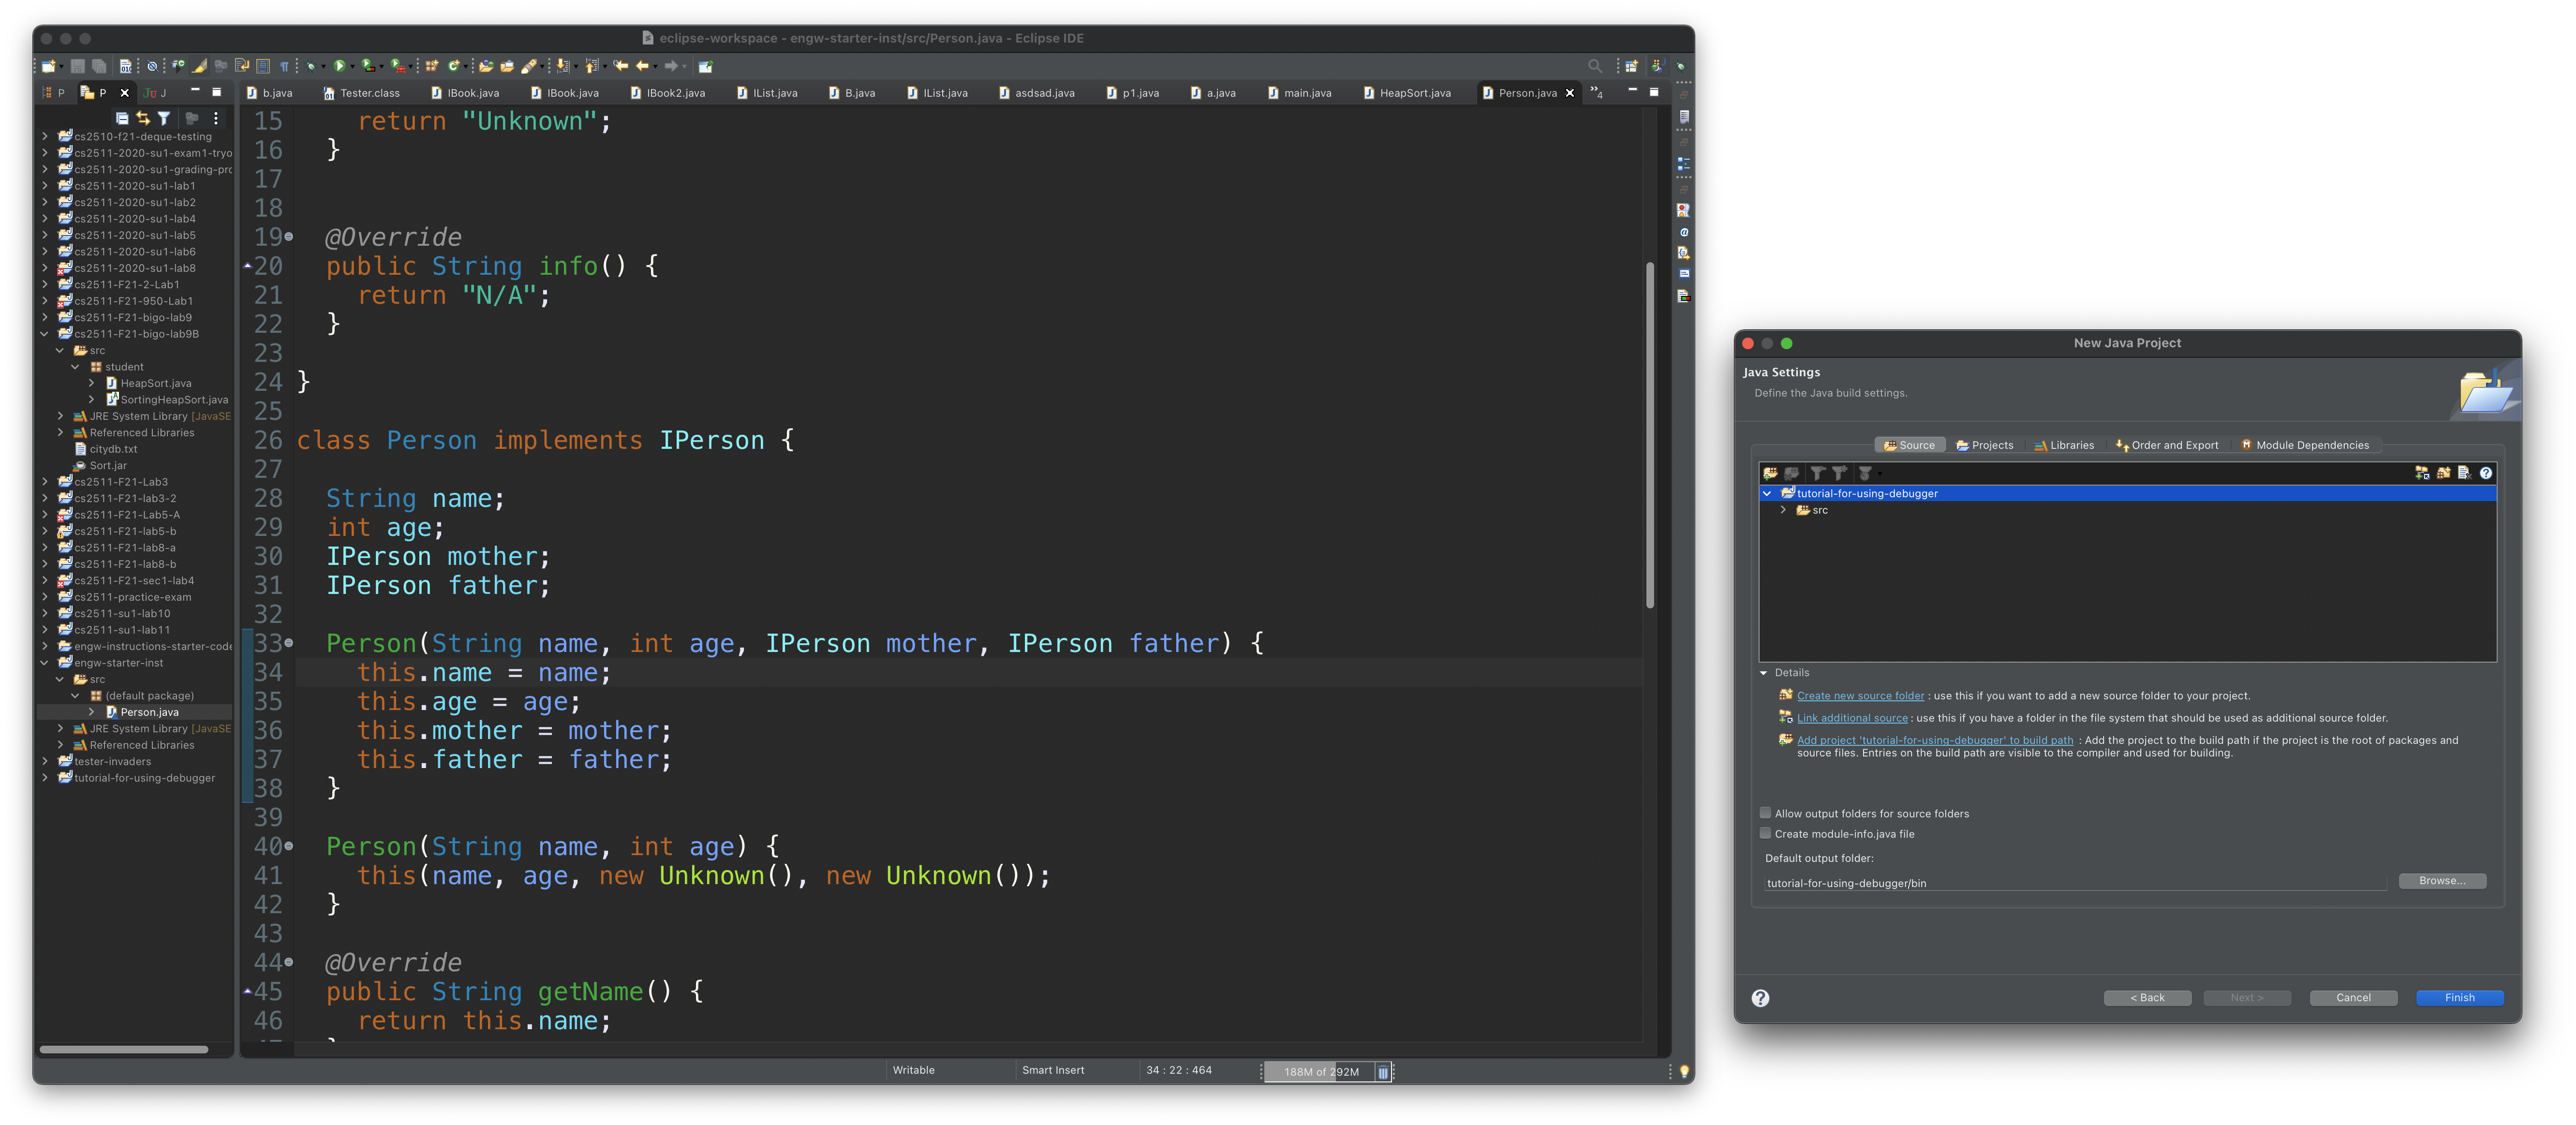 eclipse-workspace - engw-starter-inst/src/Person.java - Eclipse IDE
P
P
J
b.java
Tester.class
IBook.java
IBook.java
IBook2.java
IList.java
B.java
IList.java
asdsad.java
p1.java
a.java
main.java
HeapSort.java
Person.java
4
cs2510-f21-deque-testing
cs2511-2020-su1-exam1-tryo
cs2511-2020-su1-grading-pro
cs2511-2020-su1-lab1
cs2511-2020-su1-lab2
cs2511-2020-su1-lab4
cs2511-2020-su1-lab5
cs2511-2020-su1-lab6
cs2511-2020-su1-lab8
cs2511-F21-2-Lab1
cs2511-F21-950-Lab1
cs2511-F21-bigo-lab9
cs2511-F21-bigo-lab9B
src
student
HeapSort.java
SortingHeapSort.java
JRE System Library [JavaSE
Referenced Libraries
citydb.txt
Sort.jar
cs2511-F21-Lab3
cs2511-F21-lab3-2
cs2511-F21-Lab5-A
cs2511-F21-lab5-b
cs2511-F21-lab8-a
cs2511-F21-lab8-b
cs2511-F21-sec1-lab4
cs2511-practice-exam
cs2511-su1-lab10
cs2511-su1-lab11
engw-instructions-starter-code
engw-starter-inst
src
(default package)
Person.java
JRE System Library [JavaSE
Referenced Libraries
tester-invaders
tutorial-for-using-debugger
15 return "Unknown";
16 }
17
18
19 @Override
20 public String info() {
21 return "N/A";
22 }
23
24 }
25
26 class Person implements IPerson {
27
28 String name;
29 int age;
30 IPerson mother;
31 IPerson father;
32
33 Person(String name, int age, IPerson mother, IPerson father) {
34 this.name = name;
35 this.age = age;
36 this.mother = mother;
37 this.father = father;
38 }
39
40 Person(String name, int age) {
41 this(name, age, new Unknown(), new Unknown());
42 }
43
44 @Override
45 public String getName() {
46 return this.name;
Writable
Smart Insert
34 : 22 : 464
188M of 292M
New Java Project
Java Settings
Define the Java build settings.
Source
Projects
Libraries
Order and Export
Module Dependencies
tutorial-for-using-debugger
src
Details
Create new source folder : use this if you want to add a new source folder to your project.
Link additional source : use this if you have a folder in the file system that should be used as additional source folder.
Add project 'tutorial-for-using-debugger' to build path : Add the project to the build path if the project is the root of packages and
source files. Entries on the build path are visible to the compiler and used for building.
Allow output folders for source folders
Create module-info.java file
Default output folder:
tutorial-for-using-debugger/bin
Browse...
?
< Back
Next >
Cancel
Finish